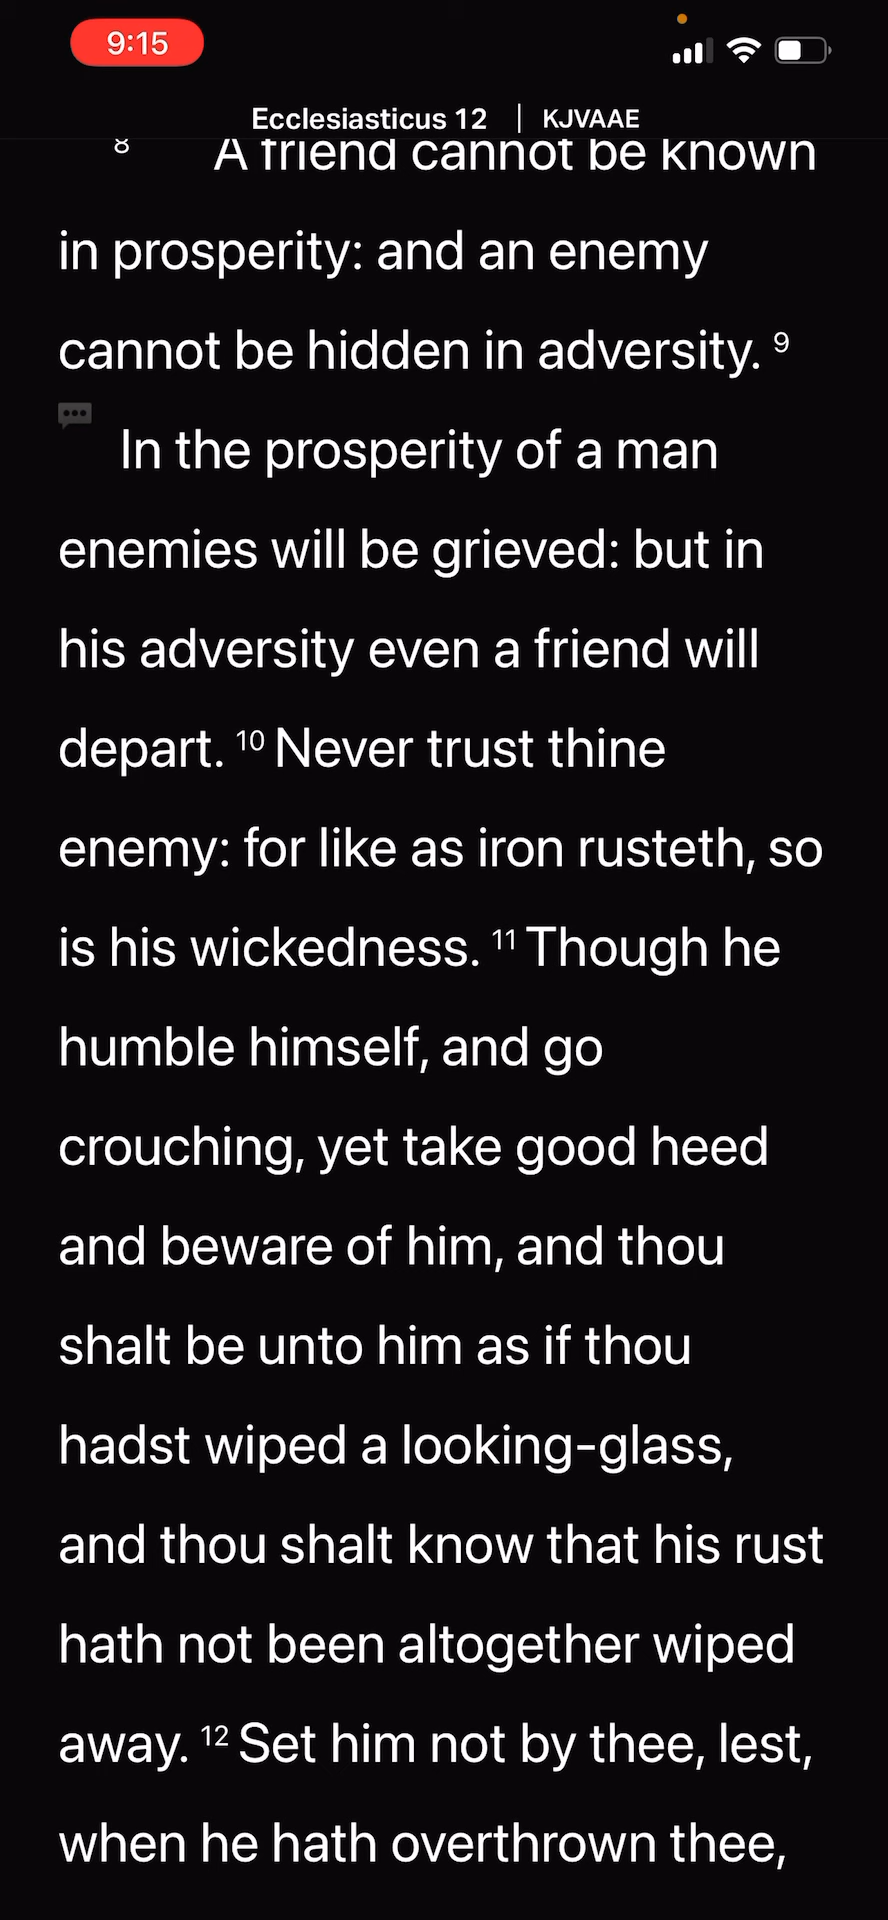 9:15
Ecclesiasticus 12 | KJVAAE
8 A friend cannot be known
in prosperity: and an enemy
cannot be hidden in adversity. 9
In the prosperity of a man
enemies will be grieved: but in
his adversity even a friend will
depart. 10 Never trust thine
enemy: for like as iron rusteth, so
is his wickedness. 11 Though he
humble himself, and go
crouching, yet take good heed
and beware of him, and thou
shalt be unto him as if thou
hadst wiped a looking-glass,
and thou shalt know that his rust
hath not been altogether wiped
away. 12 Set him not by thee, lest,
when he hath overthrown thee,